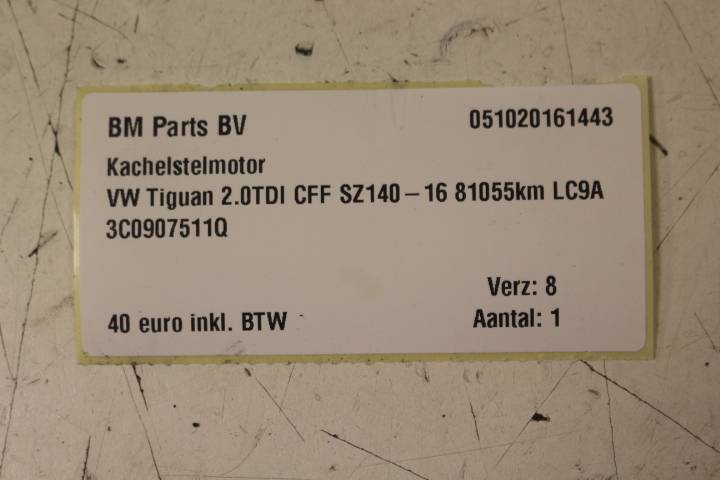 BM Parts BV 051020161443
Kachelstelmotor
VW Tiguan 2.0TDI CFF SZ140-16 81055km LC9A
3C0907511Q
Verz: 8
40 euro inkl. BTW Aantal: 1